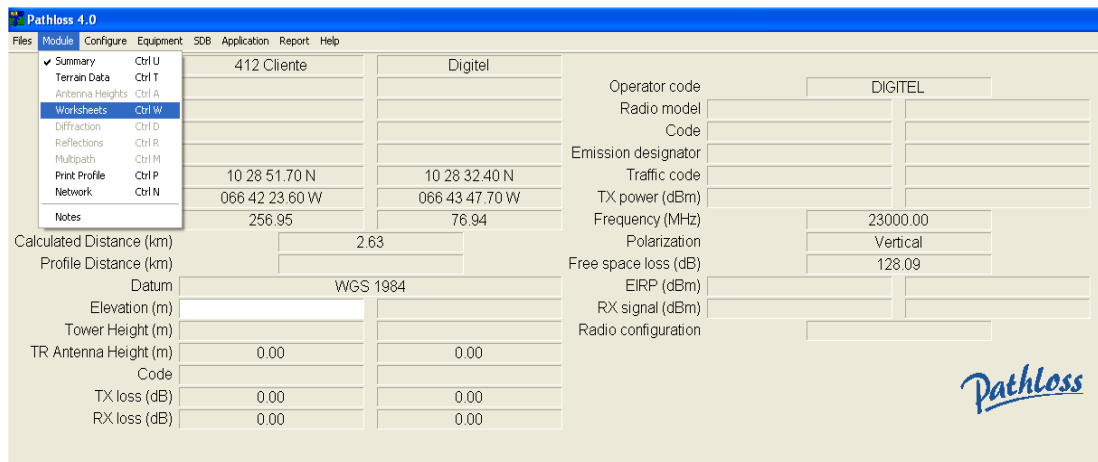 Pathloss 4.0
Files Module Configure Equipment SDB Application Report Help
✓ Summary Ctrl U
Terrain Data Ctrl T
Antenna Heights Ctrl A
Worksheets Ctrl W
Diffraction Ctrl D
Reflections Ctrl R
Multipath Ctrl M
Print Profile Ctrl P
Network Ctrl N
Notes
412 Cliente Digitel
10 28 51.70 N 10 28 32.40 N
066 42 23.60 W 066 43 47.70 W
256.95 76.94
Calculated Distance (km) 2.63
Profile Distance (km)
Datum WGS 1984
Elevation (m)
Tower Height (m)
TR Antenna Height (m) 0.00 0.00
Code
TX loss (dB) 0.00 0.00
RX loss (dB) 0.00 0.00
Operator code DIGITEL
Radio model
Code
Emission designator
Traffic code
TX power (dBm)
Frequency (MHz) 23000.00
Polarization Vertical
Free space loss (dB) 128.09
EIRP (dBm)
RX signal (dBm)
Radio configuration
Pathloss